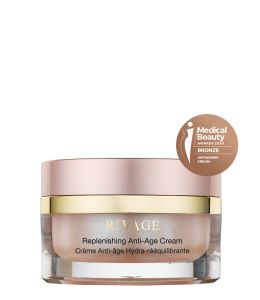 Medical
Beauty
BRONZE
ANTIAGEING
CREAM
RIVAGE
Replenishing Anti-Age Cream
Crème Anti-âge Hydra-rééquilibrante